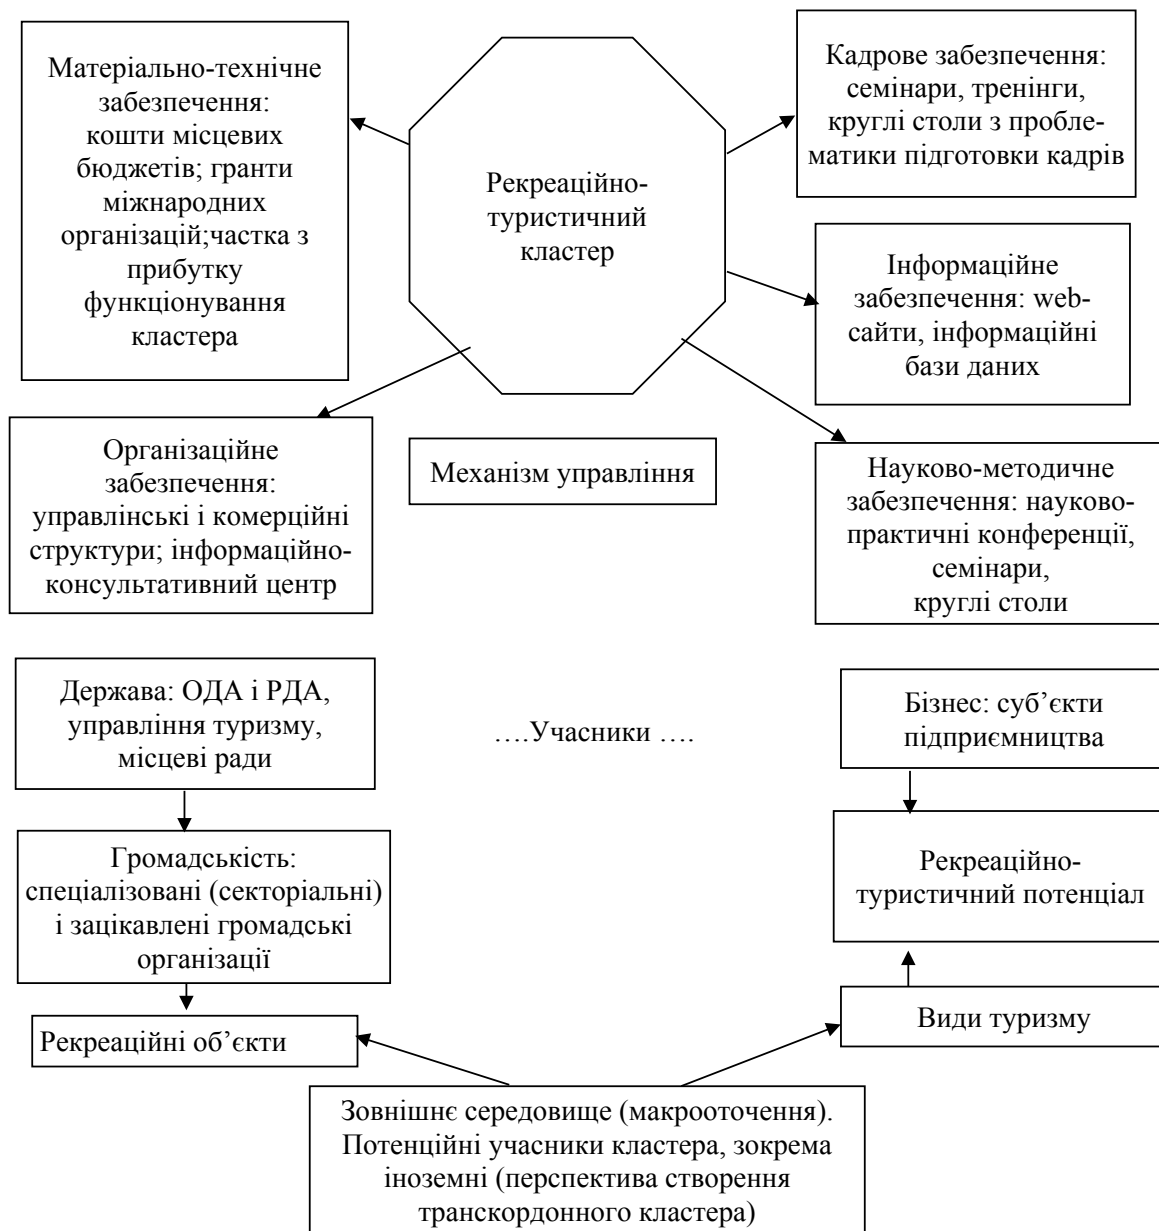 Матеріально-технічне
забезпечення:
кошти місцевих
бюджетів; гранти
міжнародних
організацій;частка з
прибутку
функціонування
кластера
Рекреаційно-
туристичний
кластер
Кадрове забезпечення:
семінари, тренінги,
круглі столи з пробле-
матики підготовки кадрів
Інформаційне
забезпечення: web-
сайти, інформаційні
бази даних
Організаційне
забезпечення:
управлінські і комерційні
структури; інформаційно-
консультативний центр
Механізм управління
Науково-методичне
забезпечення: науково-
практичні конференції,
семінари,
круглі столи
Держава: ОДА і РДА,
управління туризму,
місцеві ради
….Учасники ….
Бізнес: суб’єкти
підприємництва
Громадськість:
спеціалізовані (секторіальні)
і зацікавлені громадські
організації
Рекреаційно-
туристичний потенціал
Рекреаційні об’єкти
Види туризму
Зовнішнє середовище (макрооточення).
Потенційні учасники кластера, зокрема
іноземні (перспектива створення
транскордонного кластера)